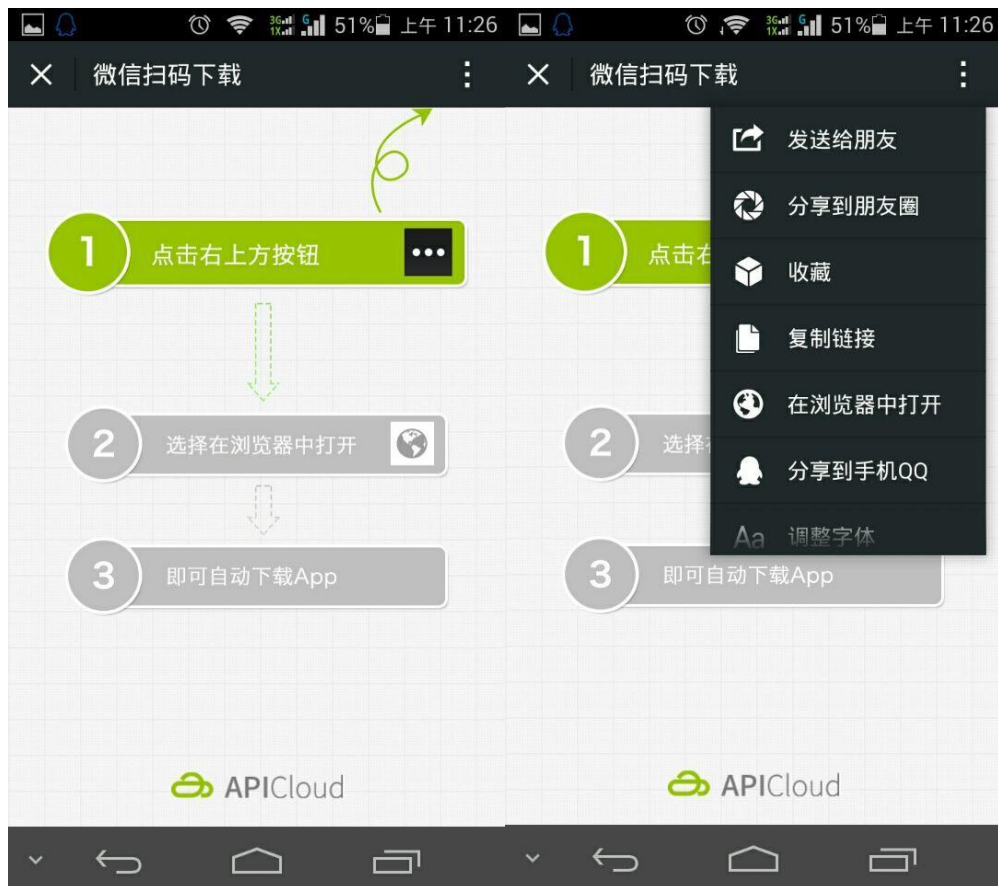 51% 上午 11:26
微信扫码下载
1 点击右上方按钮
2 选择在浏览器中打开
3 即可自动下载App
APICloud
51% 上午 11:26
微信扫码下载
发送给朋友
分享到朋友圈
收藏
复制链接
在浏览器中打开
分享到手机QQ
Aa 调整字体
1 点击右
2 选择
3 即可自动下载App
APICloud